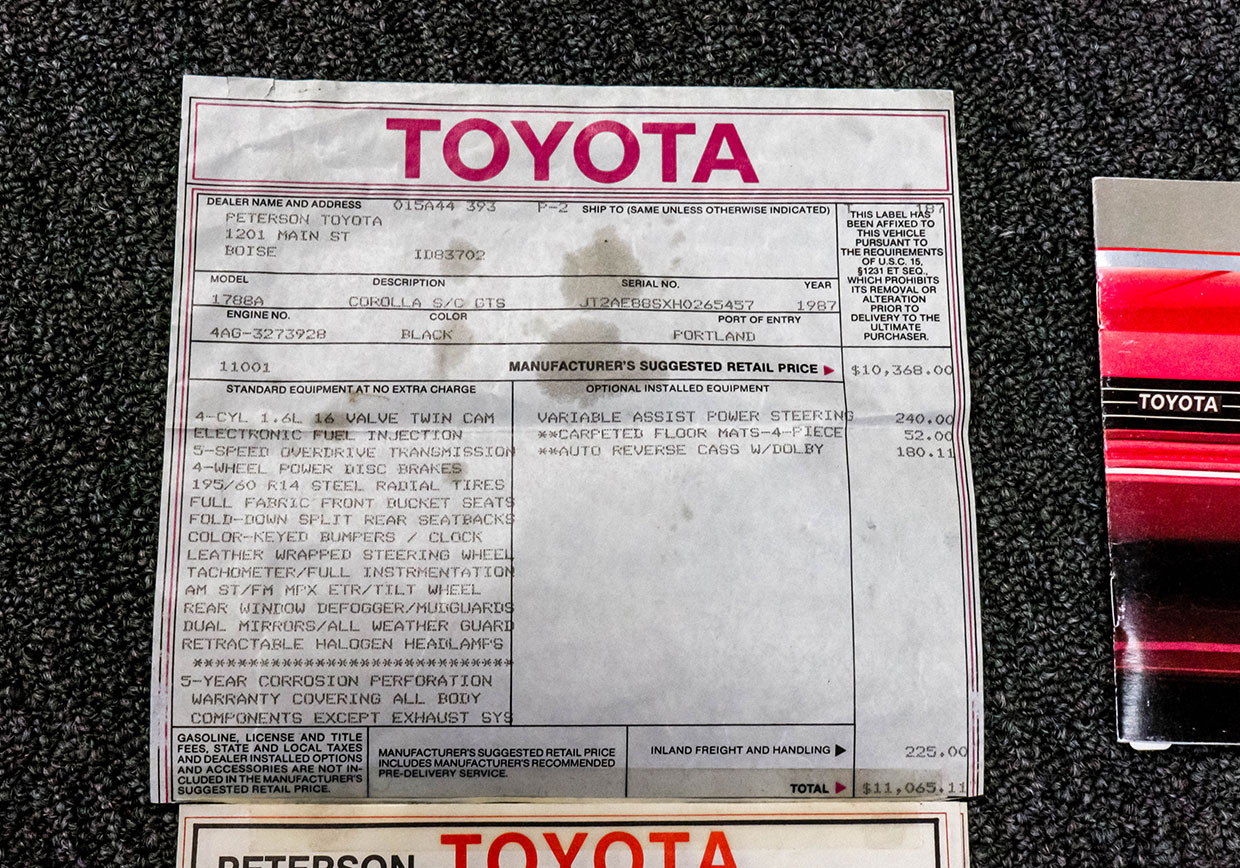 TOYOTA
DEALER NAME AND ADDRESS 015A44 393 P-2 SHIP TO (SAME UNLESS OTHERWISE INDICATED)
PETERSON TOYOTA
1201 MAIN ST
BOISE ID83702
187
THIS LABEL HAS
BEEN AFFIXED TO
THIS VEHICLE
PURSUANT TO
THE REQUIREMENTS
OF U.S.C. 15,
§1231 ET SEQ.,
WHICH PROHIBITS
ITS REMOVAL OR
ALTERATION
PRIOR TO
DELIVERY TO THE
ULTIMATE
PURCHASER.
MODEL DESCRIPTION SERIAL NO. YEAR
1788A COROLLA S/C GTS JT2AE88SXH0265457 1987
ENGINE NO. COLOR PORT OF ENTRY
4AG-3273928 BLACK PORTLAND
11001 MANUFACTURER'S SUGGESTED RETAIL PRICE ▶ $10,368.00
STANDARD EQUIPMENT AT NO EXTRA CHARGE
4-CYL 1.6L 16 VALVE TWIN CAM
ELECTRONIC FUEL INJECTION
5-SPEED OVERDRIVE TRANSMISSION
4-WHEEL POWER DISC BRAKES
195/60 R14 STEEL RADIAL TIRES
FULL FABRIC FRONT BUCKET SEATS
FOLD-DOWN SPLIT REAR SEATBACKS
COLOR-KEYED BUMPERS / CLOCK
LEATHER WRAPPED STEERING WHEEL
TACHOMETER/FULL INSTRMENTATION
AM ST/FM MPX ETR/TILT WHEEL
REAR WINDOW DEFOGGER/MUDGUARDS
DUAL MIRRORS/ALL WEATHER GUARD
RETRACTABLE HALOGEN HEADLAMPS
******************************
5-YEAR CORROSION PERFORATION
WARRANTY COVERING ALL BODY
COMPONENTS EXCEPT EXHAUST SYS
OPTIONAL INSTALLED EQUIPMENT
VARIABLE ASSIST POWER STEERING 240.00
**CARPETED FLOOR MATS-4-PIECE 52.00
**AUTO REVERSE CASS W/DOLBY 180.11
GASOLINE, LICENSE AND TITLE
FEES, STATE AND LOCAL TAXES
AND DEALER INSTALLED OPTIONS
AND ACCESSORIES ARE NOT IN-
CLUDED IN THE MANUFACTURER'S
SUGGESTED RETAIL PRICE.
MANUFACTURER'S SUGGESTED RETAIL PRICE
INCLUDES MANUFACTURER'S RECOMMENDED
PRE-DELIVERY SERVICE.
INLAND FREIGHT AND HANDLING ▶ 225.00
TOTAL ▶ $11,065.11
PETERSON TOYOTA
TOYOTA